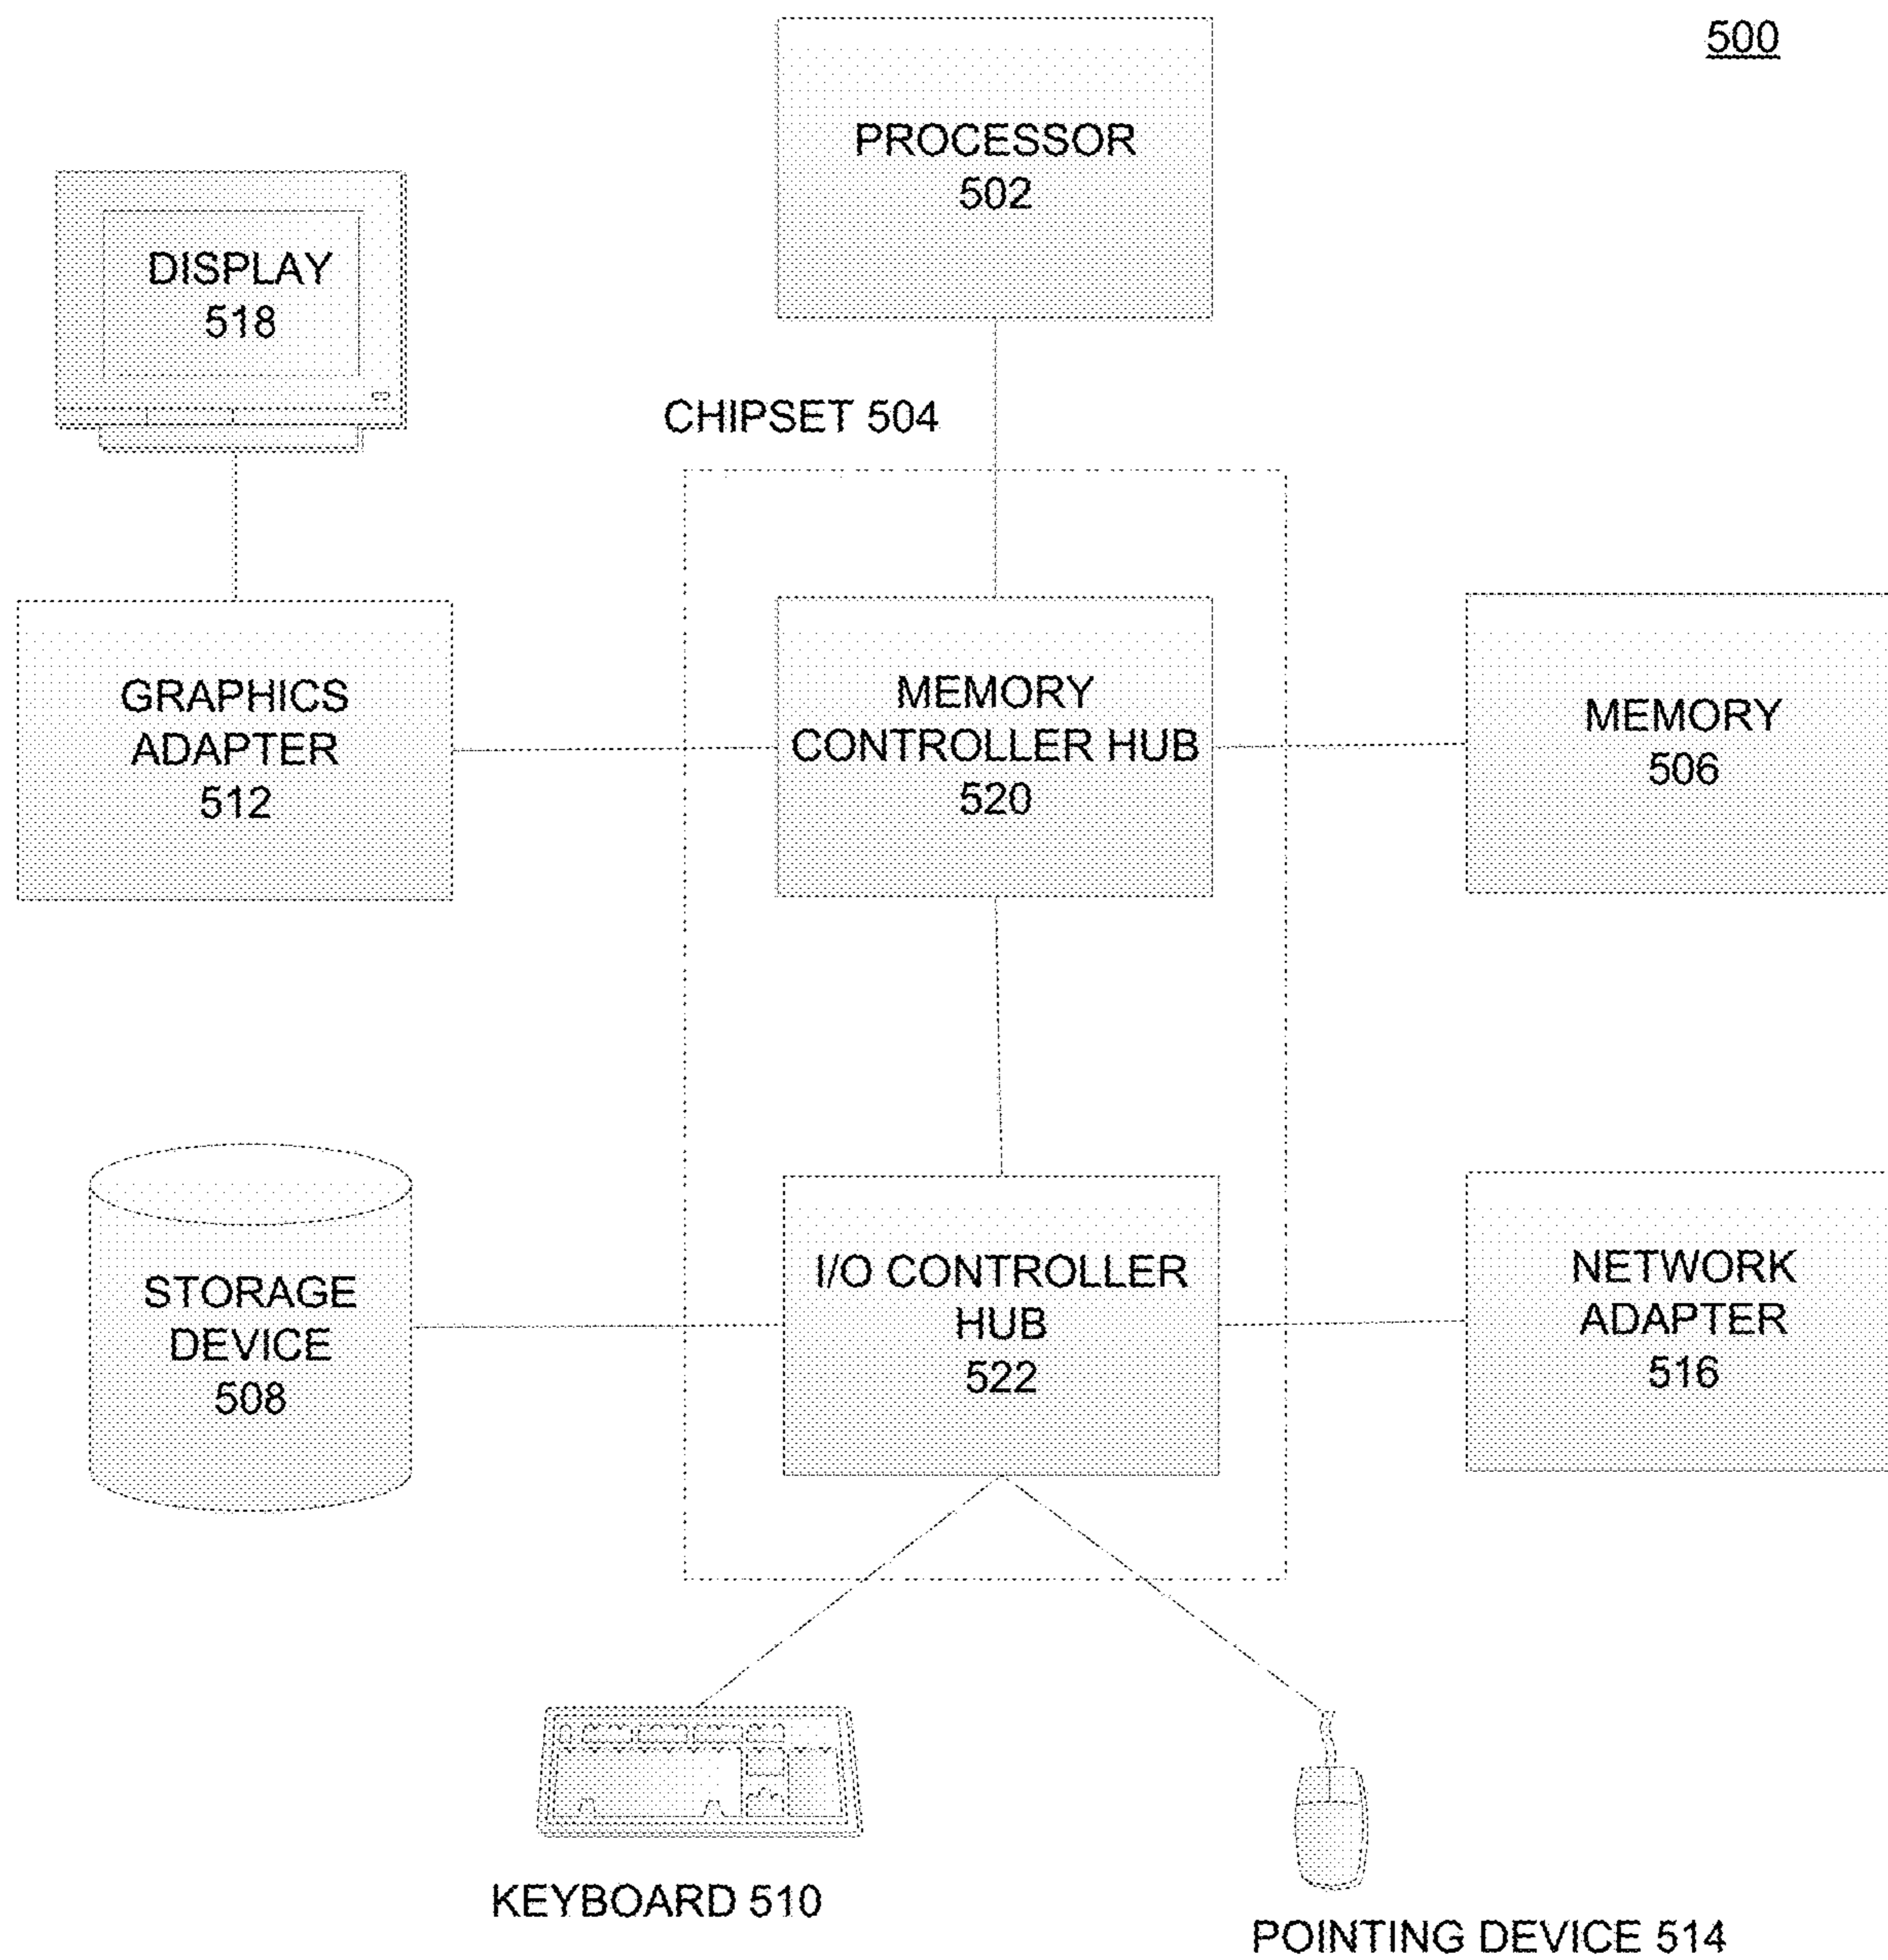 500
PROCESSOR
502
DISPLAY
518
CHIPSET 504
GRAPHICS
ADAPTER
512
MEMORY
CONTROLLER HUB
520
MEMORY
506
STORAGE
DEVICE
508
I/O CONTROLLER
HUB
522
NETWORK
ADAPTER
516
KEYBOARD 510
POINTING DEVICE 514